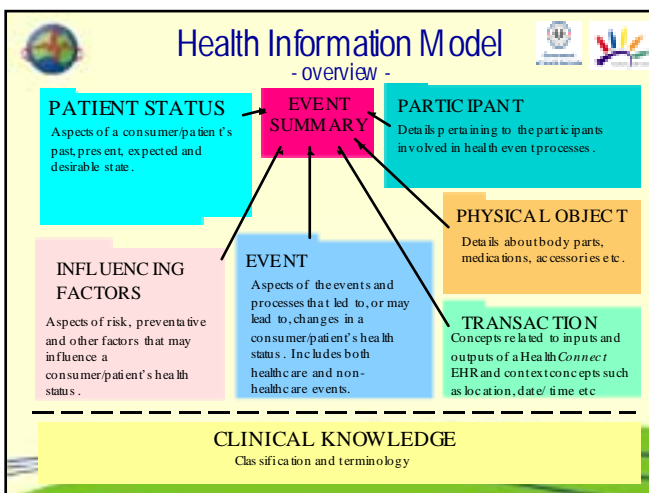 Health Information Model
- overview -
PATIENT STATUS
Aspects of a consumer/patient's
past, present, expected and
desirable state.
EVENT
SUMMARY
PARTICIPANT
Details pertaining to the participants
involved in health event processes.
PHYSICAL OBJECT
Details about body parts,
medications, accessories etc.
INFLUENCING
FACTORS
Aspects of risk, preventative
and other factors that may
influence a
consumer/patient's health
status.
EVENT
Aspects of the events and
processes that led to, or may
lead to, changes in a
consumer/patient's health
status. Includes both
healthcare and non-
healthcare events.
TRANSACTION
Concepts related to inputs and
outputs of a HealthConnect
EHR and context concepts such
as location, date/ time etc
CLINICAL KNOWLEDGE
Classification and terminology